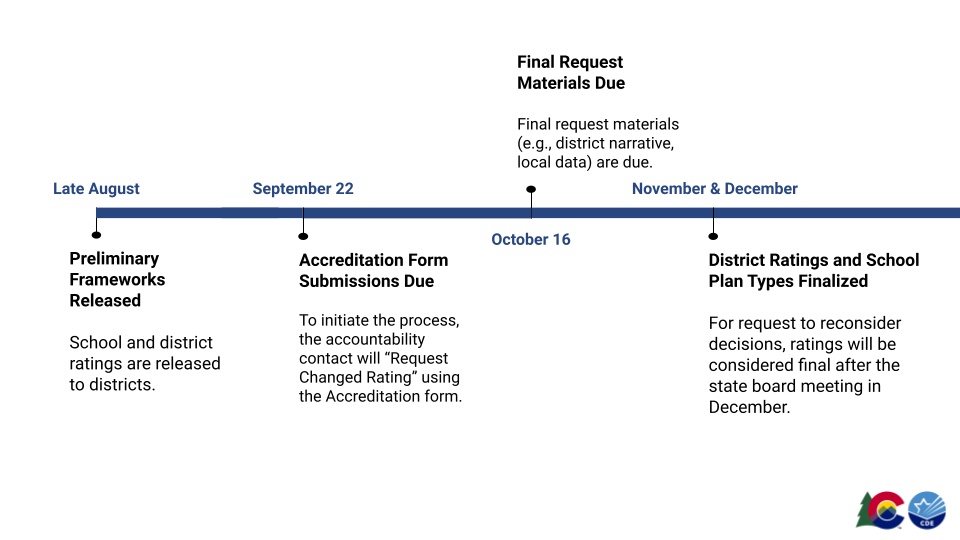 Final Request
Materials Due
Final request materials
(e.g., district narrative,
local data) are due.
Late August
September 22
November & December
October 16
Preliminary
Frameworks
Released
School and district
ratings are released
to districts.
Accreditation Form
Submissions Due
To initiate the process,
the accountability
contact will “Request
Changed Rating” using
the Accreditation form.
District Ratings and School
Plan Types Finalized
For request to reconsider
decisions, ratings will be
considered final after the
state board meeting in
December.
CDE